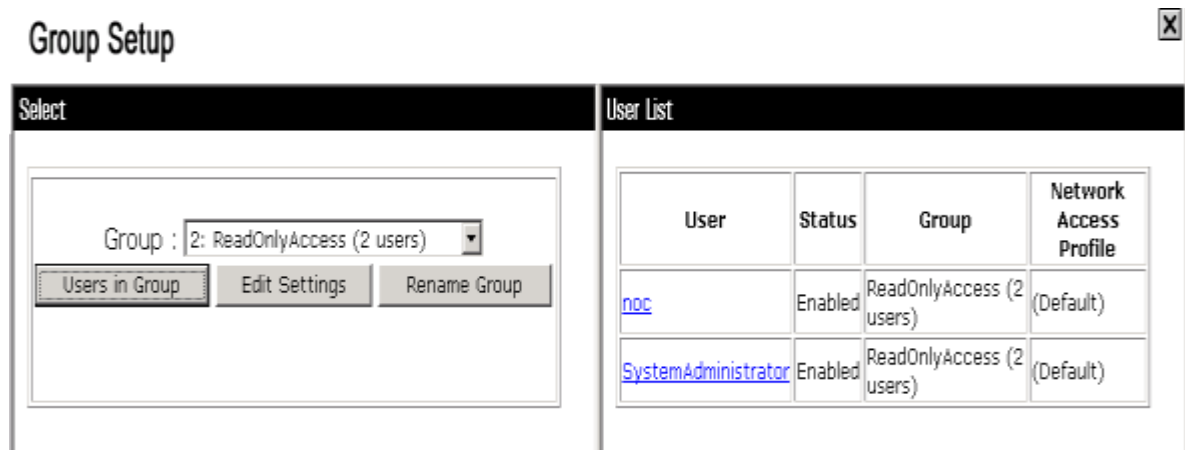 Group Setup
X
Select
Group : 2: ReadOnlyAccess (2 users)
Users in Group Edit Settings Rename Group
User List
User Status Group Network Access Profile
noc Enabled ReadOnlyAccess (2 users) (Default)
SystemAdministrator Enabled ReadOnlyAccess (2 users) (Default)